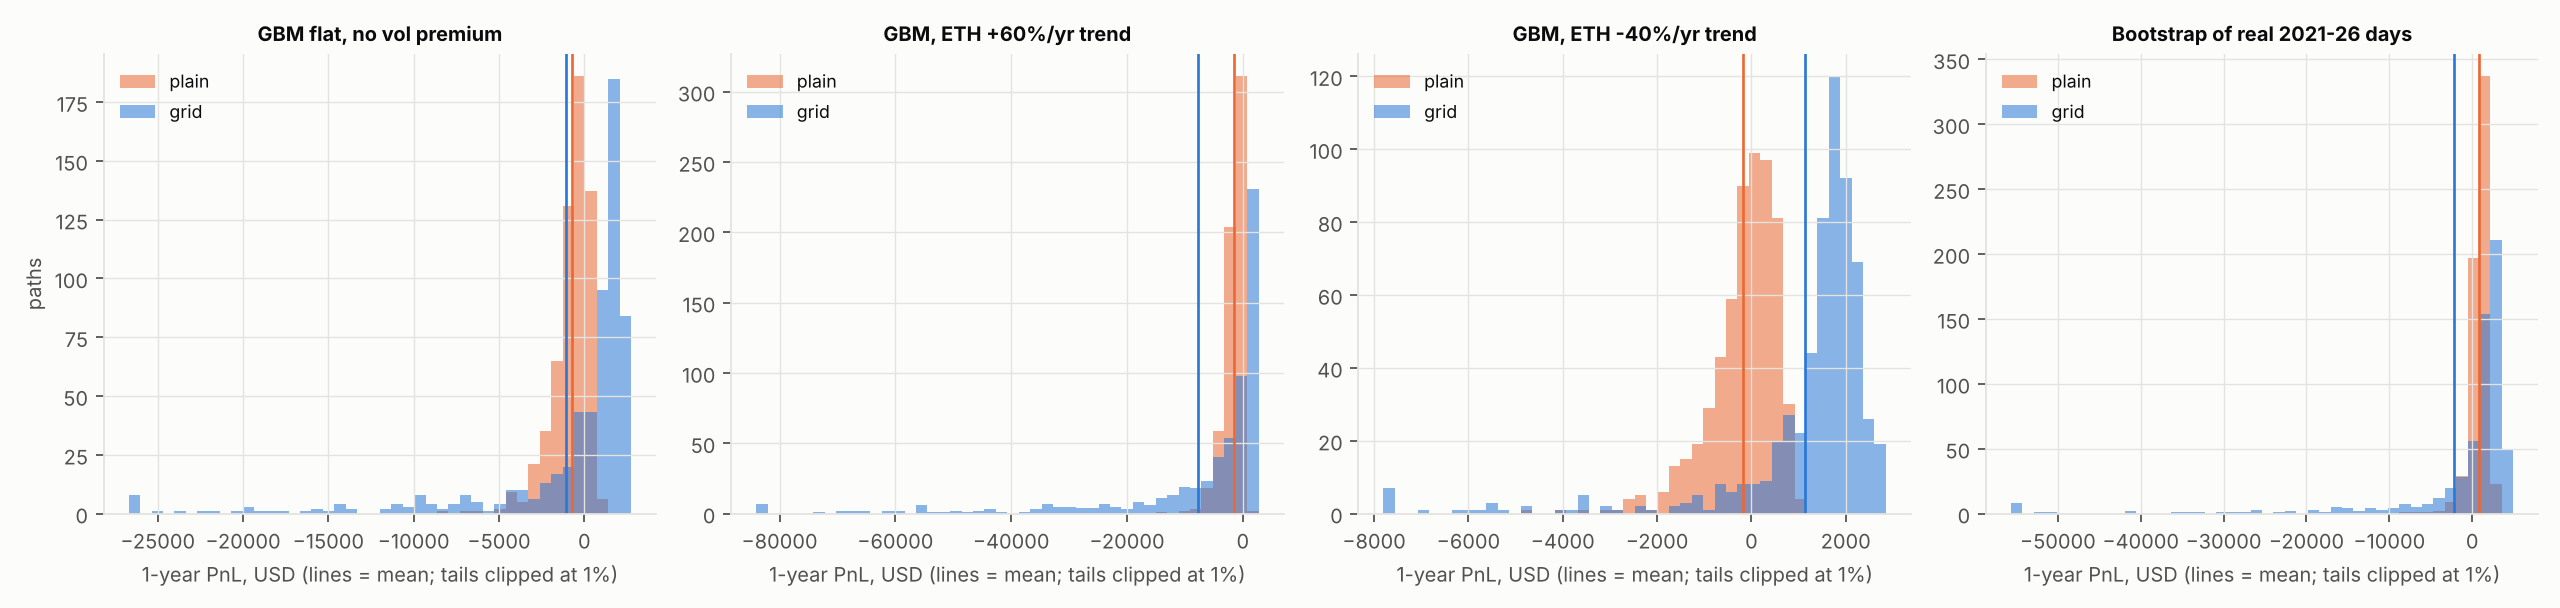 GBM flat, no vol premium
plain
grid
paths
175
150
125
100
75
50
25
0
−25000 −20000 −15000 −10000 −5000 0
1-year PnL, USD (lines = mean; tails clipped at 1%)
GBM, ETH +60%/yr trend
plain
grid
300
250
200
150
100
50
0
−80000 −60000 −40000 −20000 0
1-year PnL, USD (lines = mean; tails clipped at 1%)
GBM, ETH -40%/yr trend
plain
grid
120
100
80
60
40
20
0
−8000 −6000 −4000 −2000 0 2000
1-year PnL, USD (lines = mean; tails clipped at 1%)
Bootstrap of real 2021-26 days
plain
grid
350
300
250
200
150
100
50
0
−50000 −40000 −30000 −20000 −10000 0
1-year PnL, USD (lines = mean; tails clipped at 1%)